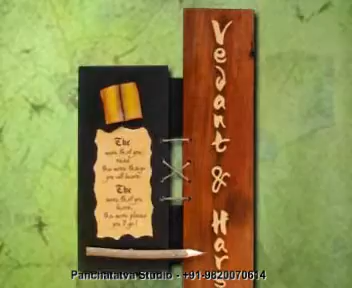 Vedant & Hars
The
more that you
read,
the more things
you will know.
The
more that you
learn,
the more places
you'll go!
Panchatatva Studio - +91-9820070614